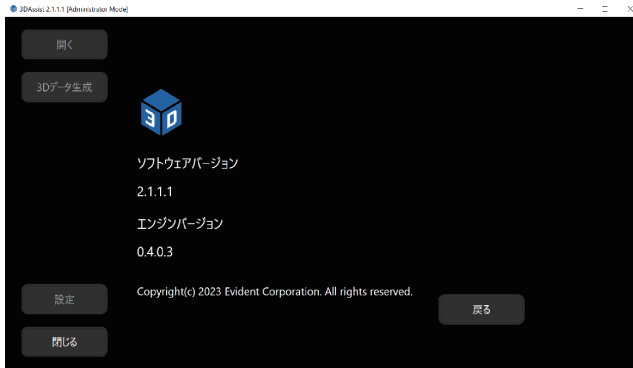 3DAssist 2.1.1.1 [Administrator Mode]
開く
3Dデータ生成
3D
ソフトウェアバージョン
2.1.1.1
エンジンバージョン
0.4.0.3
Copyright(c) 2023 Evident Corporation. All rights reserved.
設定
戻る
閉じる